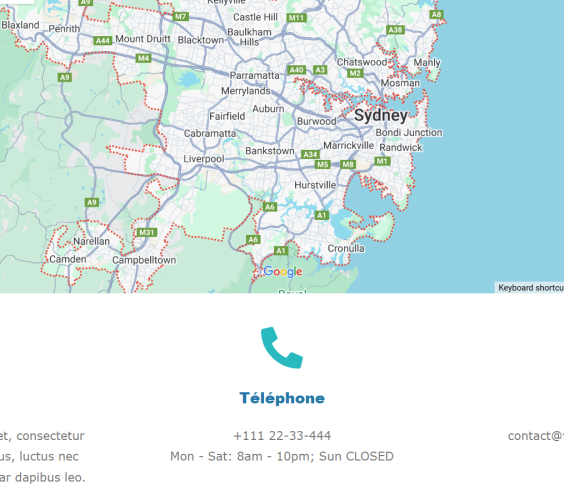 A9
A8
Kellyville
M7
Castle Hill
M11
Blaxland
Penrith
A38
Baulkham
Hills
A44
Mount Druitt
Blacktown
M4
Chatswood
Manly
A9
Parramatta
A40
A3
M2
Mosman
Merrylands
Auburn
Sydney
Fairfield
Burwood
Cabramatta
Bondi Junction
Marrickville
Randwick
Liverpool
Bankstown
A34
M5
M8
M1
Hurstville
A9
A6
A1
M31
A6
Narellan
A1
Cronulla
Camden
Campbelltown
Google
Keyboard shortcu
Téléphone
et, consectetur
+111 22-33-444
contact@
us, luctus nec
Mon - Sat: 8am - 10pm; Sun CLOSED
ar dapibus leo.